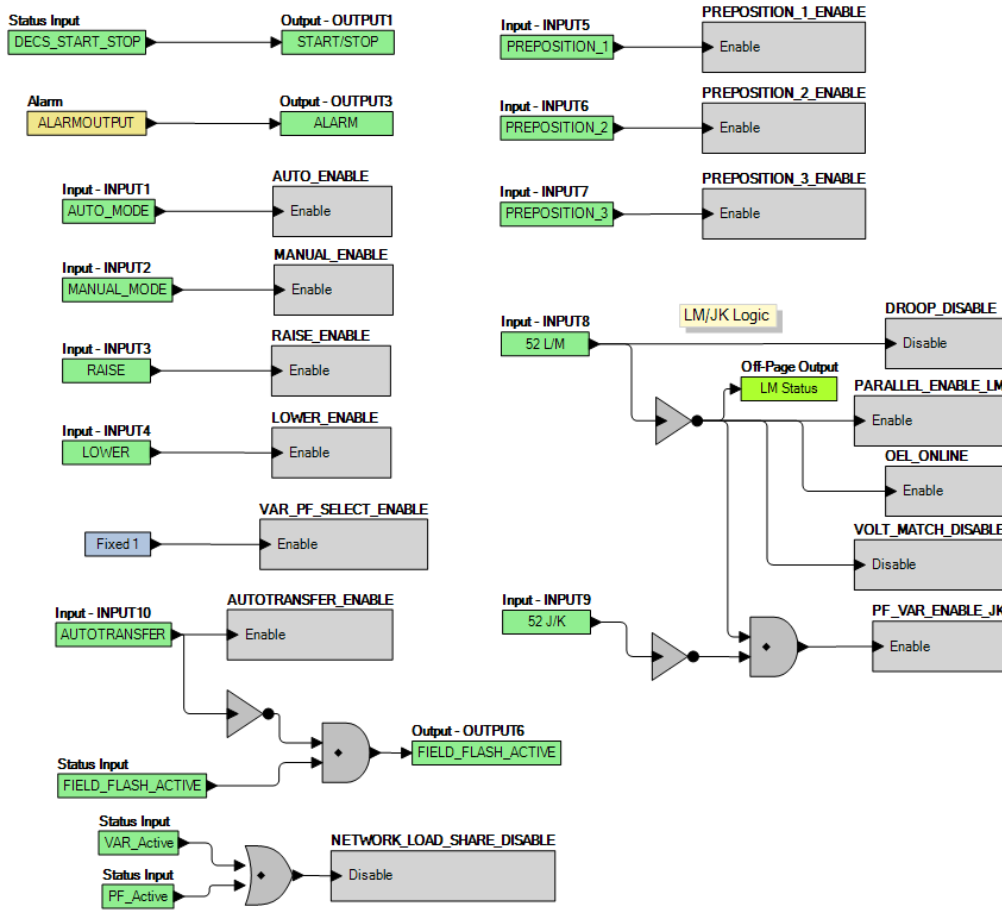 Status Input
DECS_START_STOP
Output - OUTPUT1
START/STOP
Alarm
ALARMOUTPUT
Output - OUTPUT3
ALARM
Input - INPUT1
AUTO_MODE
AUTO_ENABLE
Enable
Input - INPUT2
MANUAL_MODE
MANUAL_ENABLE
Enable
Input - INPUT3
RAISE
RAISE_ENABLE
Enable
Input - INPUT4
LOWER
LOWER_ENABLE
Enable
Fixed 1
VAR_PF_SELECT_ENABLE
Enable
Input - INPUT10
AUTOTRANSFER
AUTOTRANSFER_ENABLE
Enable
Status Input
FIELD_FLASH_ACTIVE
Output - OUTPUT6
FIELD_FLASH_ACTIVE
Status Input
VAR_Active
Status Input
PF_Active
NETWORK_LOAD_SHARE_DISABLE
Disable
Input - INPUT5
PREPOSITION_1
PREPOSITION_1_ENABLE
Enable
Input - INPUT6
PREPOSITION_2
PREPOSITION_2_ENABLE
Enable
Input - INPUT7
PREPOSITION_3
PREPOSITION_3_ENABLE
Enable
LM/JK Logic
Input - INPUT8
52 L/M
DROOP_DISABLE
Disable
Off-Page Output
LM Status
PARALLEL_ENABLE_LM
Enable
OEL_ONLINE
Enable
VOLT_MATCH_DISABLE
Disable
Input - INPUT9
52 J/K
PF_VAR_ENABLE_JK
Enable